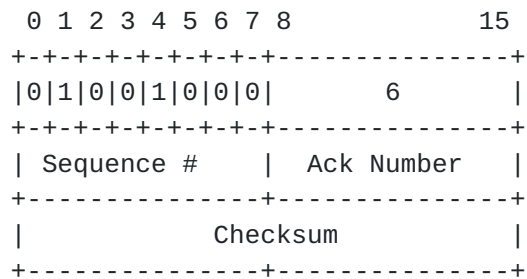 0 1 2 3 4 5 6 7 8            15
+-+-+-+-+-+-+-+-+---------------+
|0|1|0|0|1|0|0|0|       6       |
+-+-+-+-+-+-+-+-+---------------+
| Sequence #    |  Ack Number   |
+---------------+---------------+
|            Checksum           |
+---------------+---------------+